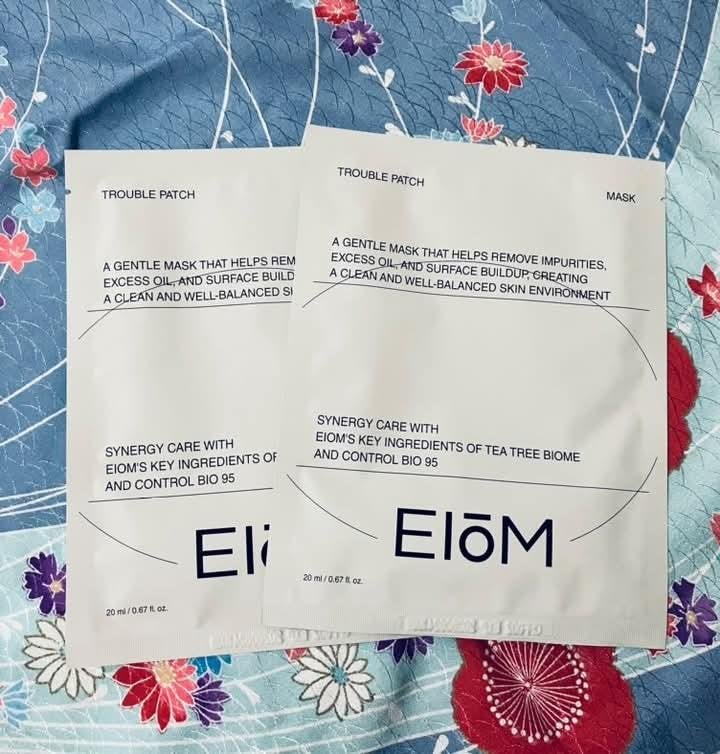 TROUBLE PATCH
A GENTLE MASK THAT HELPS REM
EXCESS OIL, AND SURFACE BUILD
A CLEAN AND WELL-BALANCED
SYNERGY CARE WITH
EIOM'S KEY INGREDIENTS OF
AND CONTROL BIO 95
EIō
20 ml / 0.67 fl. oz.
TROUBLE PATCH
MASK
A GENTLE MASK THAT HELPS REMOVE IMPURITIES,
EXCESS OIL, AND SURFACE BUILDUP, CREATING
A CLEAN AND WELL-BALANCED SKIN ENVIRONMENT
SYNERGY CARE WITH
EIOM'S KEY INGREDIENTS OF TEA TREE BIOME
AND CONTROL BIO 95
EIōM
20 ml / 0.67 fl. oz.